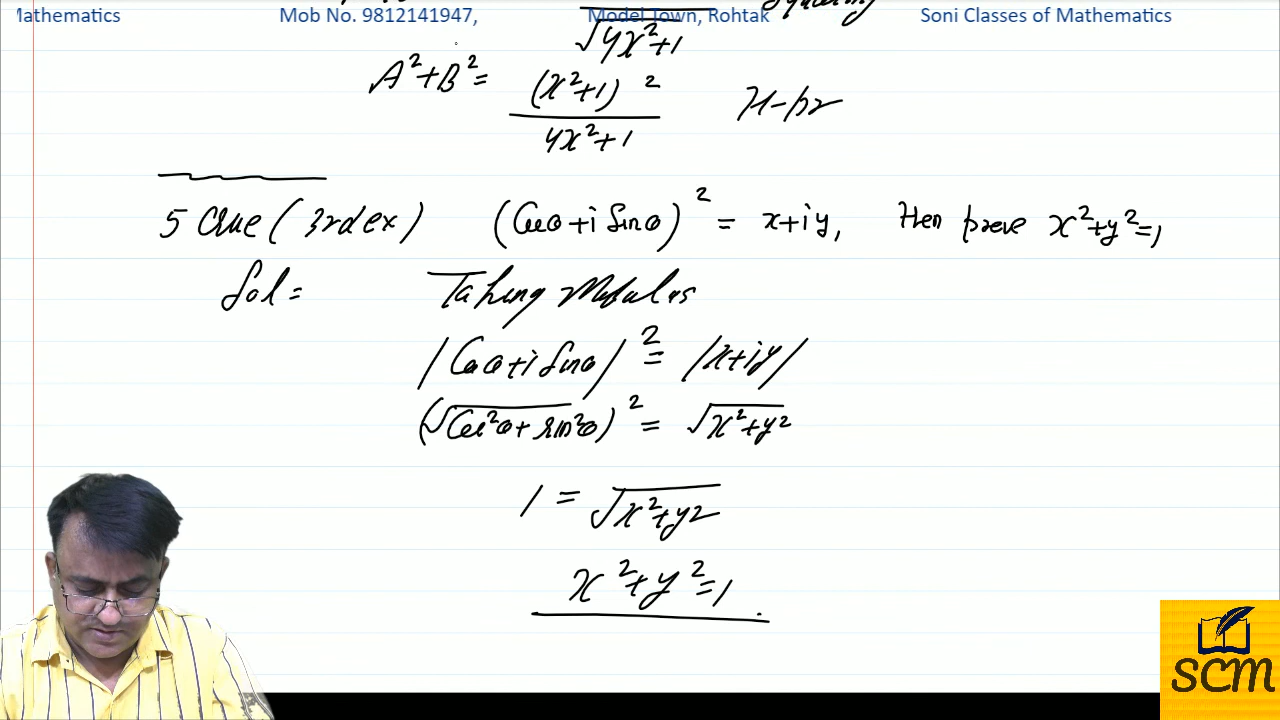 Mathematics Mob No. 9812141947, Model Town, Rohtak Soni Classes of Mathematics
√4x²+1
A²+B²= (x²+1)²
4x²+1 H-pr
5 Que (3rd ex) (Cosθ+i Sinθ)² = x+iy, then prove x²+y²=1
Sol= Taking Modulus
|Cosθ+i Sinθ|² = |x+iy|
(√Cos²θ+sin²θ)² = √x²+y²
1 = √x²+y²
x²+y²=1
SCM